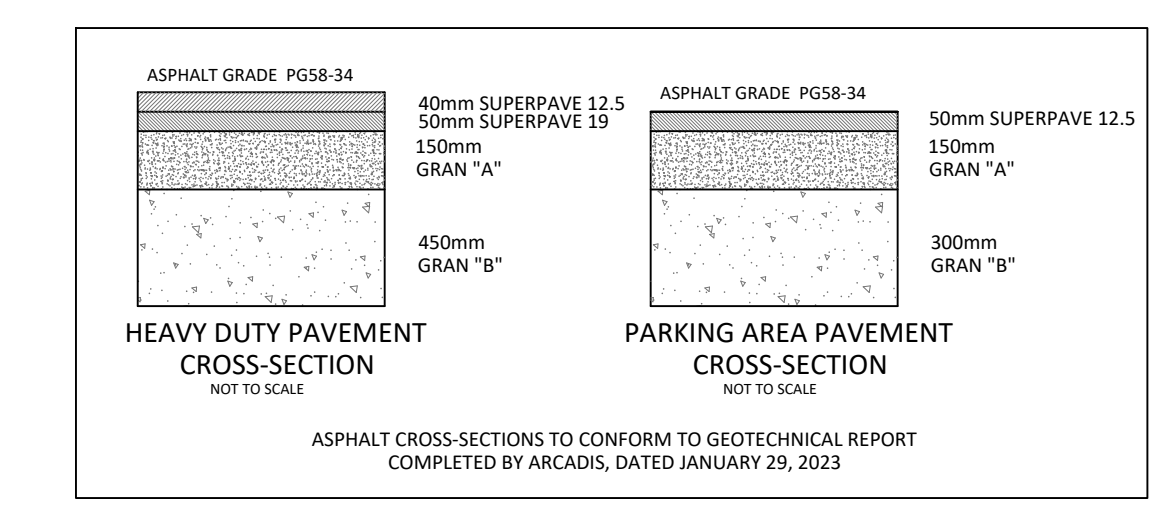 ASPHALT GRADE PG58-34
40mm SUPERPAVE 12.5
50mm SUPERPAVE 19
150mm
GRAN "A"
450mm
GRAN "B"
HEAVY DUTY PAVEMENT
CROSS-SECTION
NOT TO SCALE
ASPHALT GRADE PG58-34
50mm SUPERPAVE 12.5
150mm
GRAN "A"
300mm
GRAN "B"
PARKING AREA PAVEMENT
CROSS-SECTION
NOT TO SCALE
ASPHALT CROSS-SECTIONS TO CONFORM TO GEOTECHNICAL REPORT
COMPLETED BY ARCADIS, DATED JANUARY 29, 2023